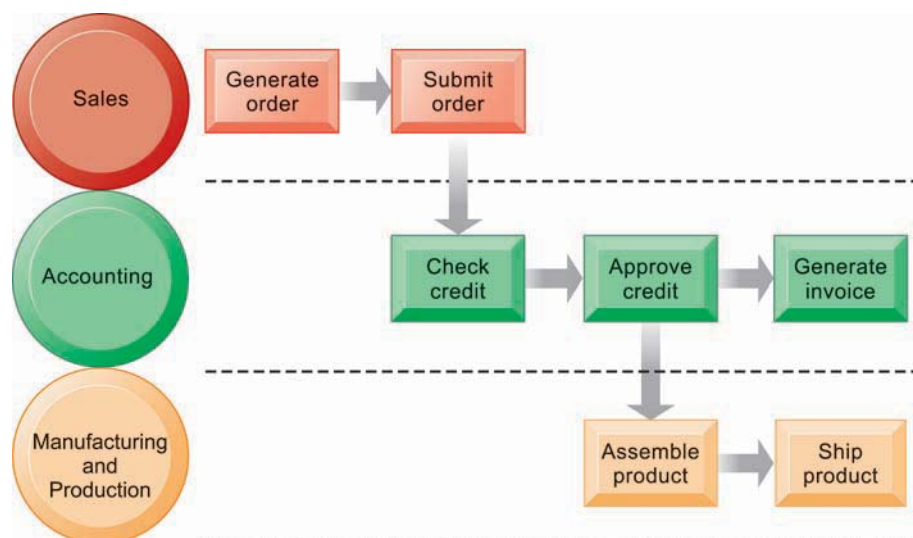 Sales
Generate
order
Submit
order
Accounting
Check
credit
Approve
credit
Generate
invoice
Manufacturing
and
Production
Assemble
product
Ship
product